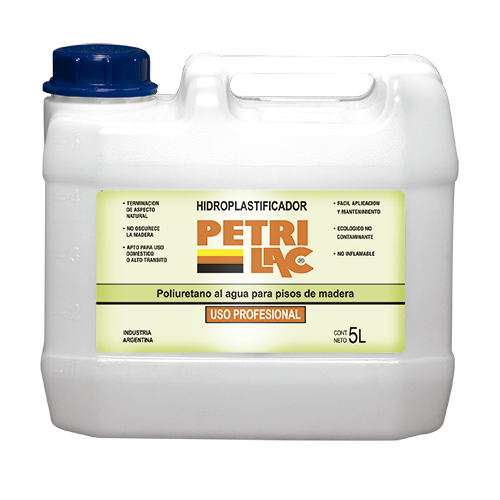 HIDROPLASTIFICADOR
PETRI
LAC®
• TERMINACION
DE ASPECTO
NATURAL
• NO OSCURECE
LA MADERA
• APTO PARA USO
DOMESTICO
O ALTO TRANSITO
• FACIL APLICACION
Y MANTENIMIENTO
• ECOLOGICO NO
CONTAMINANTE
• NO INFLAMABLE
Poliuretano al agua para pisos de madera
USO PROFESIONAL
INDUSTRIA
ARGENTINA
CONT.
NETO 5L